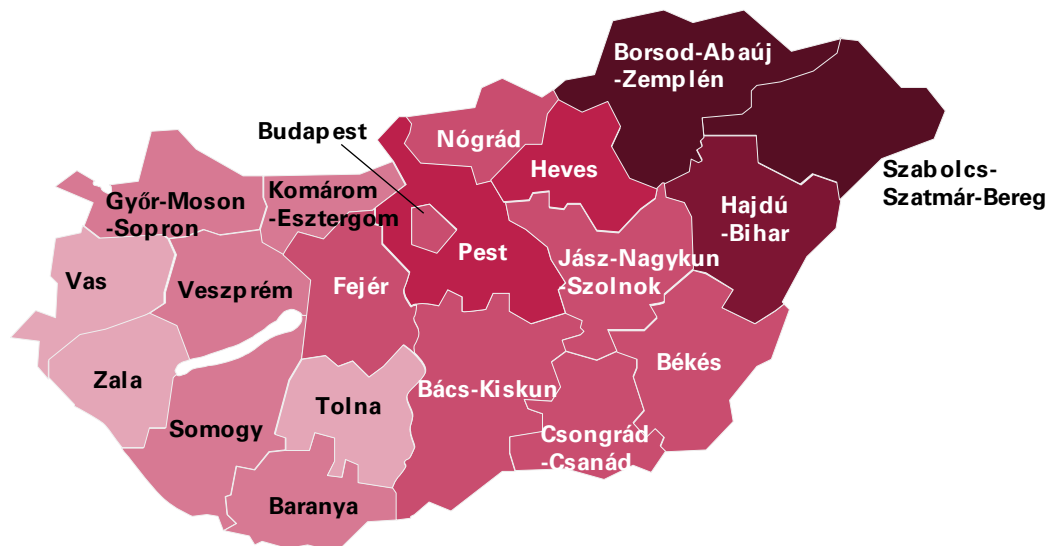 Borsod-Abaúj
-Zemplén
Budapest
Nógrád
Heves
Szabolcs-
Szatmár-Bereg
Győr-Moson
-Sopron
Komárom
-Esztergom
Hajdú
-Bihar
Vas
Veszprém
Fejér
Pest
Jász-Nagykun
-Szolnok
Zala
Tolna
Bács-Kiskun
Békés
Somogy
Csongrád
-Csanád
Baranya